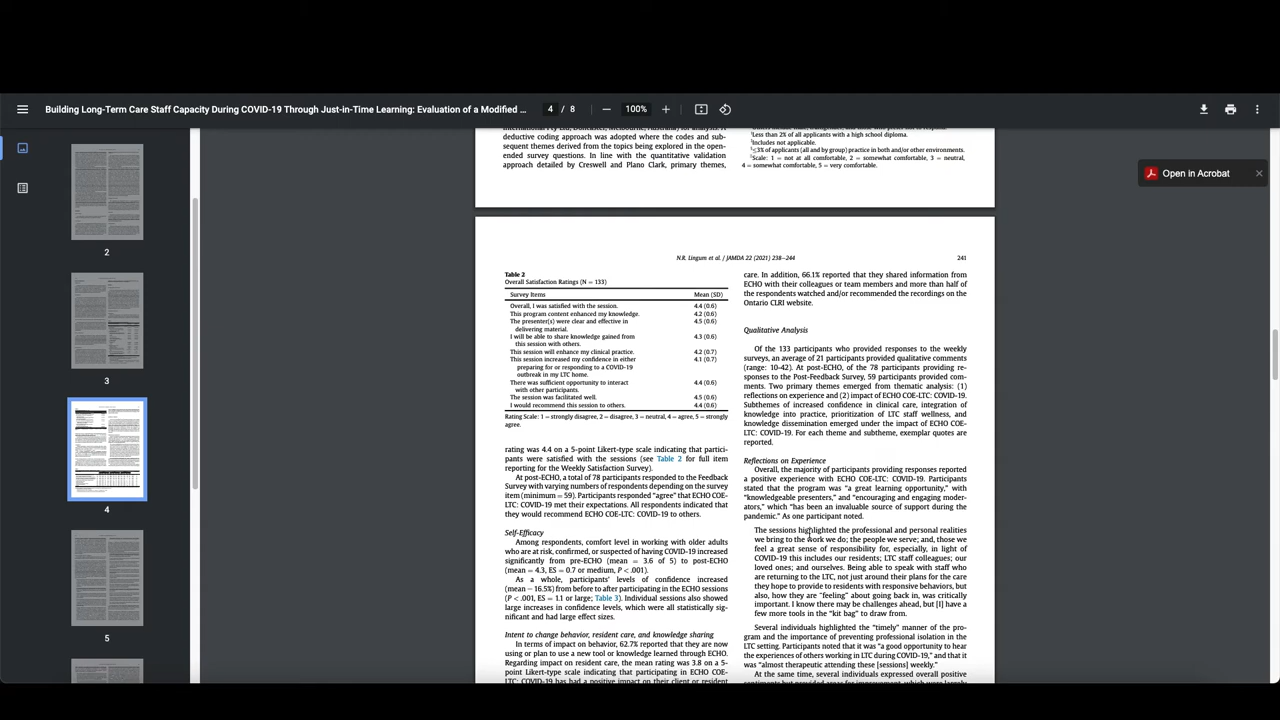 Building Long-Term Care Staff Capacity During COVID-19 Through Just-in-Time Learning: Evaluation of a Modified ...
4 / 8
100%
Open in Acrobat
2
3
4
5
deductive coding approach was adopted where the codes and sub-
sequent themes derived from the topics being explored in the open-
ended survey questions. In line with the quantitative validation
approach detailed by Creswell and Plano Clark, primary themes,
Less than 2% of all applicants with a high school diploma.
Includes not applicable.
≤3% of applicants (all and by group) practice in both and/or other environments.
Scale: 1 = not at all comfortable, 2 = somewhat comfortable, 3 = neutral,
4 = somewhat comfortable, 5 = very comfortable.
N.R. Lingum et al. / JAMDA 22 (2021) 238–244
241
Table 2
Overall Satisfaction Ratings (N = 133)
Survey Items Mean (SD)
Overall, I was satisfied with the session. 4.4 (0.6)
This program content enhanced my knowledge. 4.2 (0.6)
The presenter(s) were clear and effective in 4.5 (0.6)
delivering material.
I will be able to share knowledge gained from 4.3 (0.6)
this session with others.
This session will enhance my clinical practice. 4.2 (0.7)
This session increased my confidence in either 4.1 (0.7)
preparing for or responding to a COVID-19
outbreak in my LTC home.
There was sufficient opportunity to interact 4.4 (0.6)
with other participants.
The session was facilitated well. 4.5 (0.6)
I would recommend this session to others. 4.4 (0.6)
Rating Scale: 1 = strongly disagree, 2 = disagree, 3 = neutral, 4 = agree, 5 = strongly
agree.
rating was 4.4 on a 5-point Likert-type scale indicating that partici-
pants were satisfied with the sessions (see Table 2 for full item
reporting for the Weekly Satisfaction Survey).
At post-ECHO, a total of 78 participants responded to the Feedback
Survey with varying numbers of respondents depending on the survey
item (minimum = 59). Participants responded “agree” that ECHO COE-
LTC: COVID-19 met their expectations. All respondents indicated that
they would recommend ECHO COE-LTC: COVID-19 to others.
Self-Efficacy
Among respondents, comfort level in working with older adults
who are at risk, confirmed, or suspected of having COVID-19 increased
significantly from pre-ECHO (mean = 3.6 of 5) to post-ECHO
(mean = 4.3, ES = 0.7 or medium, P < .001).
As a whole, participants' levels of confidence increased
(mean = 16.5%) from before to after participating in the ECHO sessions
(P < .001, ES = 1.1 or large; Table 3). Individual sessions also showed
large increases in confidence levels, which were all statistically sig-
nificant and had large effect sizes.
Intent to change behavior, resident care, and knowledge sharing
In terms of impact on behavior, 62.7% reported that they are now
using or plan to use a new tool or knowledge learned through ECHO.
Regarding impact on resident care, the mean rating was 3.8 on a 5-
point Likert-type scale indicating that participating in ECHO COE-
LTC: COVID-19 has had a positive impact on their client or resident
care. In addition, 66.1% reported that they shared information from
ECHO with their colleagues or team members and more than half of
the respondents watched and/or recommended the recordings on the
Ontario CLRI website.
Qualitative Analysis
Of the 133 participants who provided responses to the weekly
surveys, an average of 21 participants provided qualitative comments
(range: 10-42). At post-ECHO, of the 78 participants providing re-
sponses to the Post-Feedback Survey, 59 participants provided com-
ments. Two primary themes emerged from thematic analysis: (1)
reflections on experience and (2) impact of ECHO COE-LTC: COVID-19.
Subthemes of increased confidence in clinical care, integration of
knowledge into practice, prioritization of LTC staff wellness, and
knowledge dissemination emerged under the impact of ECHO COE-
LTC: COVID-19. For each theme and subtheme, exemplar quotes are
reported.
Reflections on Experience
Overall, the majority of participants providing responses reported
a positive experience with ECHO COE-LTC: COVID-19. Participants
stated that the program was “a great learning opportunity,” with
“knowledgeable presenters,” and “encouraging and engaging moder-
ators,” which “has been an invaluable source of support during the
pandemic.” As one participant noted.
The sessions highlighted the professional and personal realities
we bring to the work we do; the people we serve; and, those we
feel a great sense of responsibility for, especially, in light of
COVID-19 this includes our residents; LTC staff colleagues; our
loved ones; and ourselves. Being able to speak with staff who
are returning to the LTC, not just around their plans for the care
they hope to provide to residents with responsive behaviors, but
also, how they are “feeling” about going back in, was critically
important. I know there may be challenges ahead, but [I] have a
few more tools in the “kit bag” to draw from.
Several individuals highlighted the “timely” manner of the pro-
gram and the importance of preventing professional isolation in the
LTC setting. Participants noted that it was “a good opportunity to hear
the experiences of others working in LTC during COVID-19,” and that it
was “almost therapeutic attending these [sessions] weekly.”
At the same time, several individuals expressed overall positive